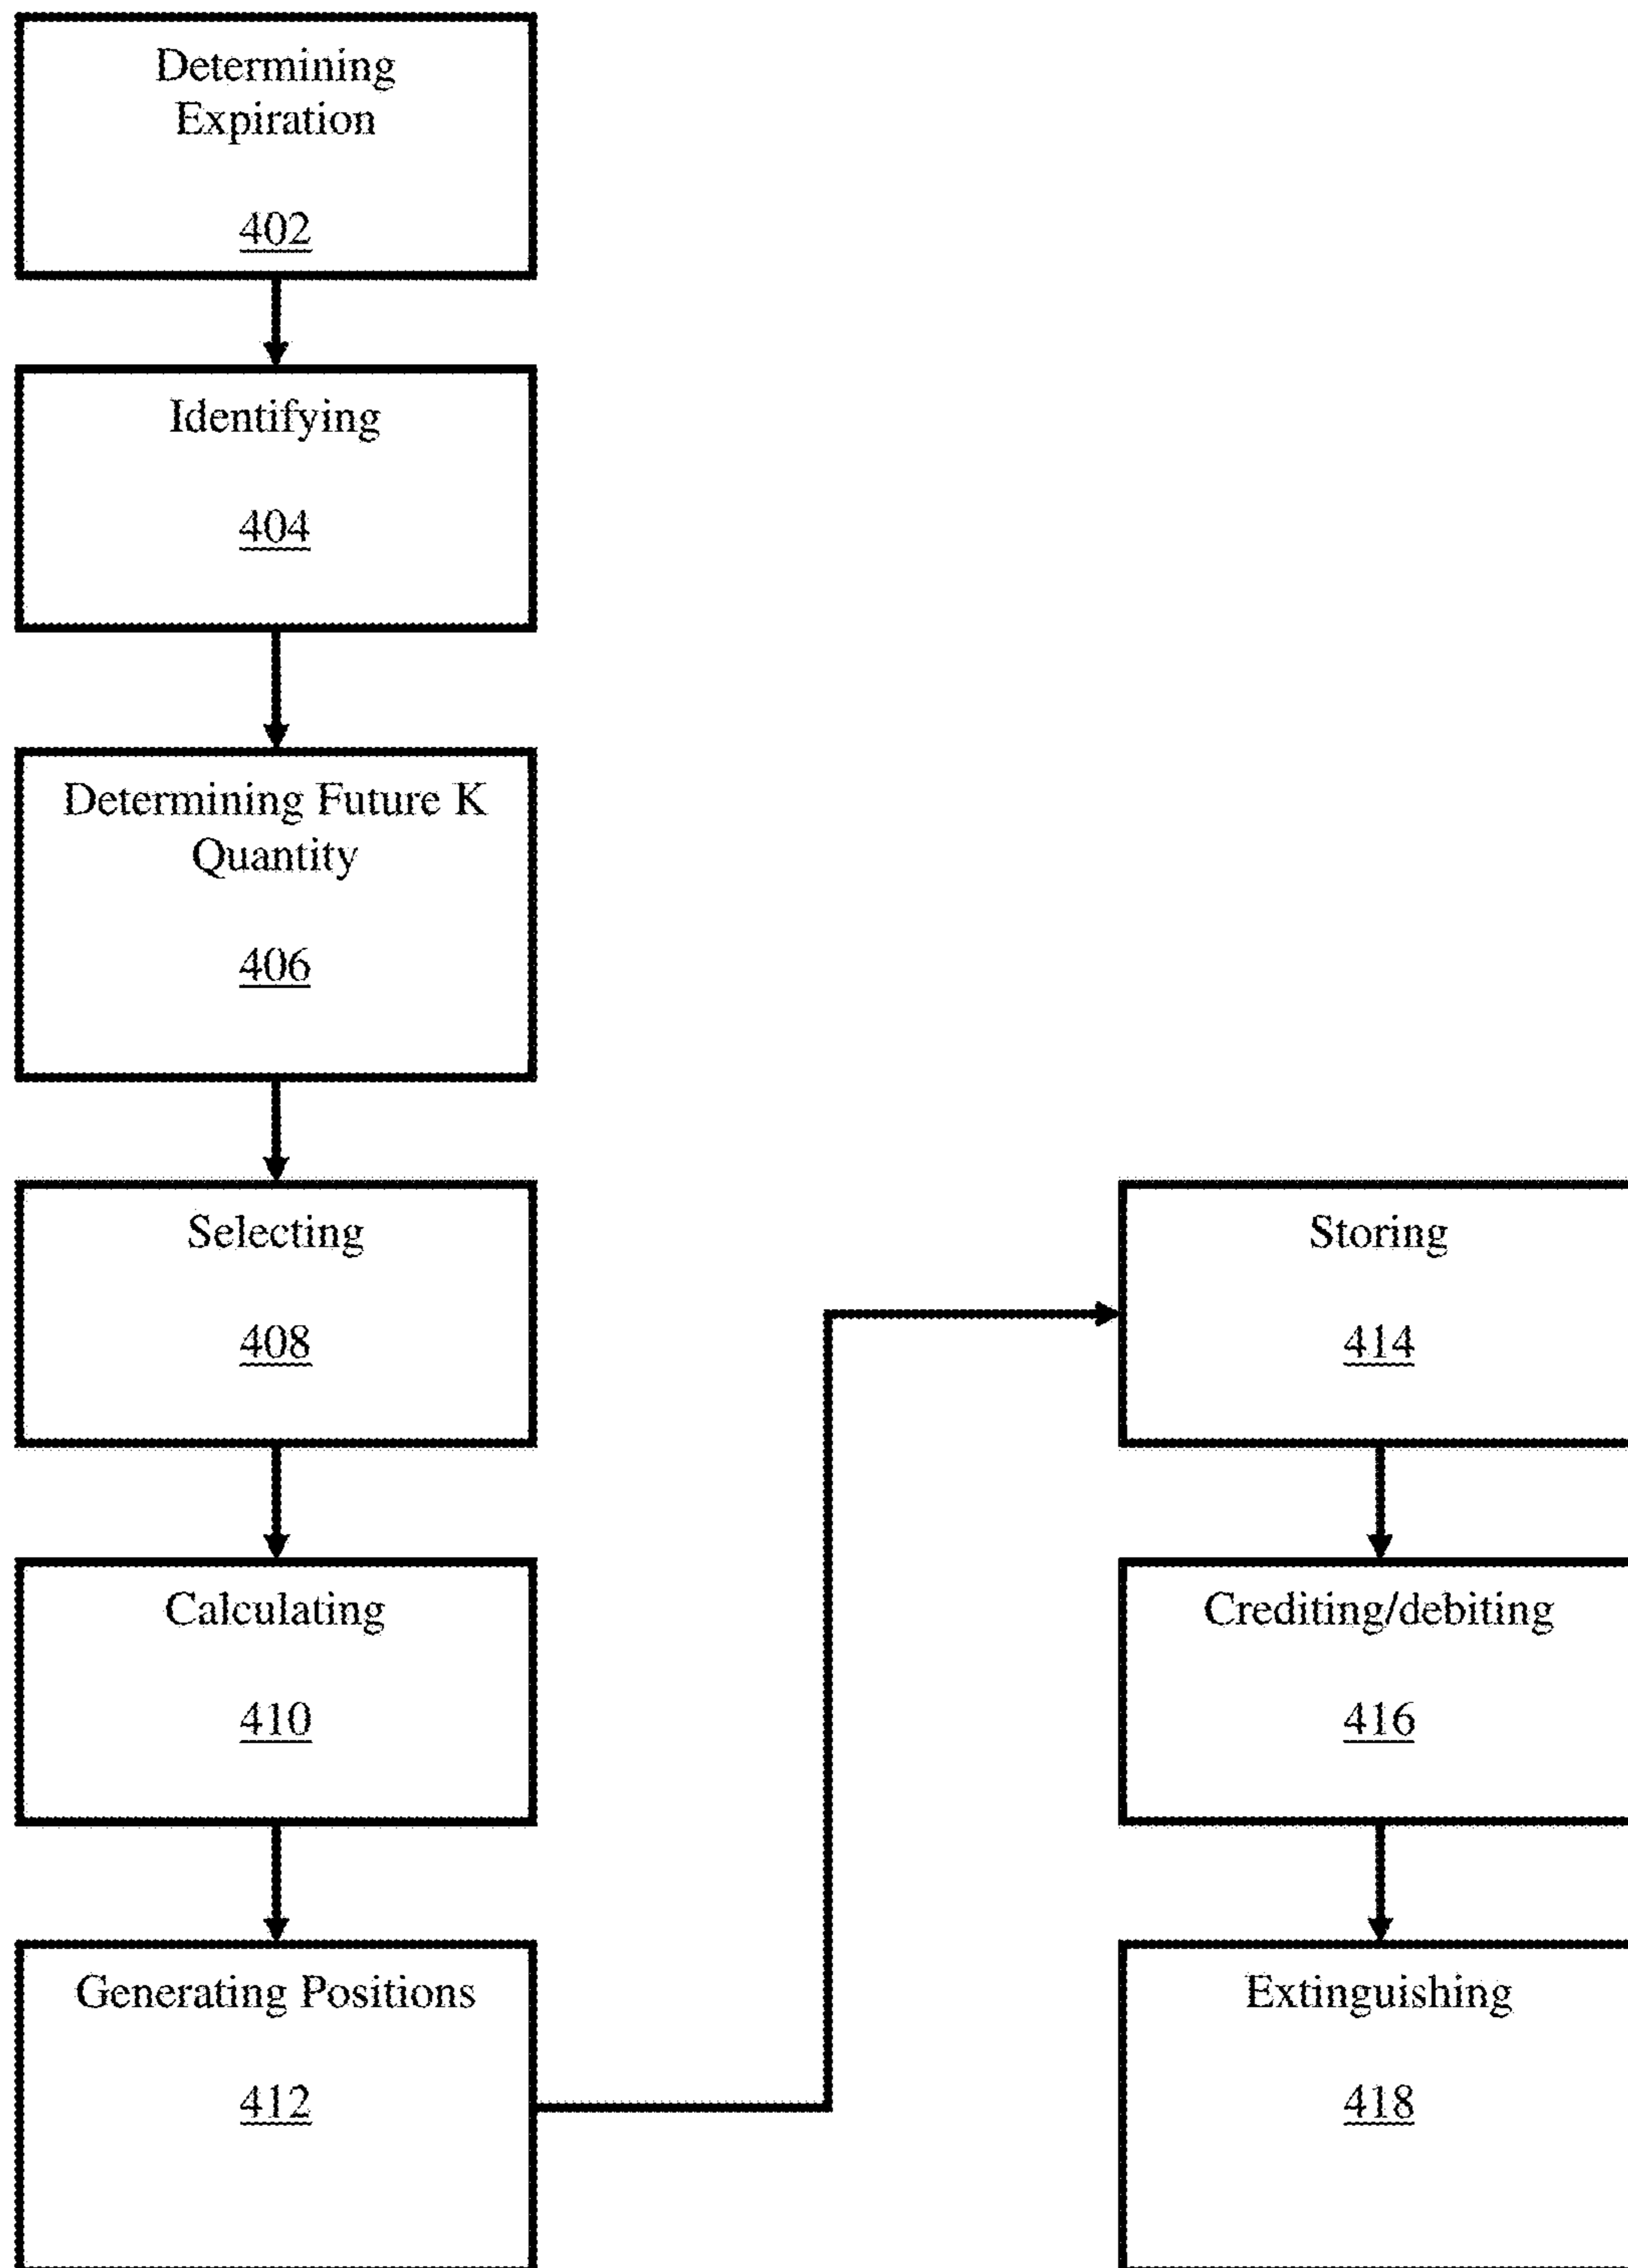 Determining
Expiration
402
Identifying
404
Determining Future K
Quantity
406
Selecting
408
Calculating
410
Generating Positions
412
Storing
414
Crediting/debiting
416
Extinguishing
418